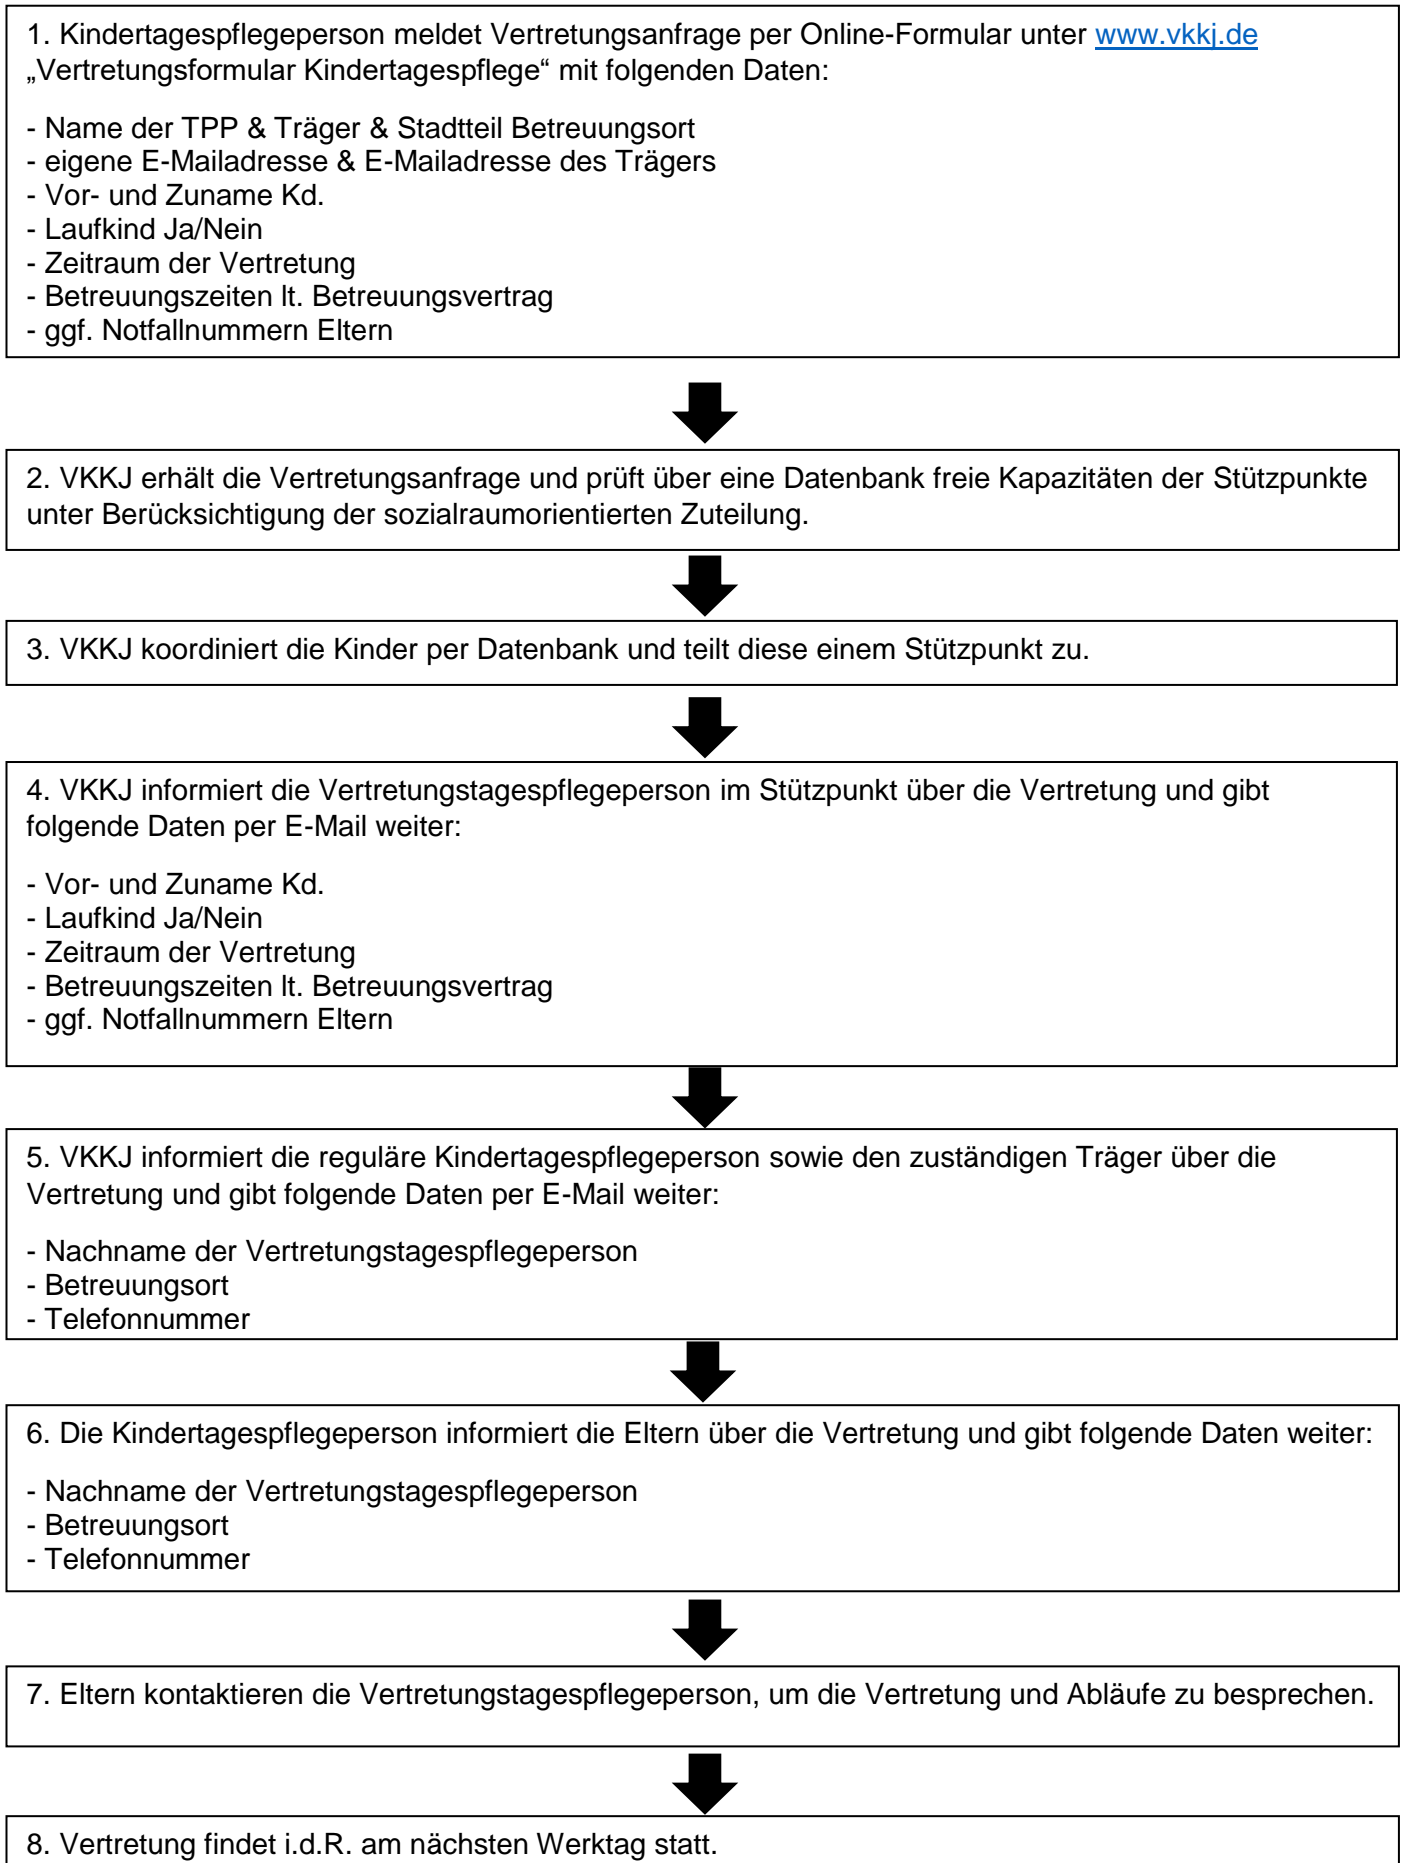 1. Kindertagespflegeperson meldet Vertretungsanfrage per Online-Formular unter www.vkkj.de
„Vertretungsformular Kindertagespflege“ mit folgenden Daten:
- Name der TPP & Träger & Stadtteil Betreuungsort
- eigene E-Mailadresse & E-Mailadresse des Trägers
- Vor- und Zuname Kd.
- Laufkind Ja/Nein
- Zeitraum der Vertretung
- Betreuungszeiten lt. Betreuungsvertrag
- ggf. Notfallnummern Eltern
2. VKKJ erhält die Vertretungsanfrage und prüft über eine Datenbank freie Kapazitäten der Stützpunkte
unter Berücksichtigung der sozialraumorientierten Zuteilung.
3. VKKJ koordiniert die Kinder per Datenbank und teilt diese einem Stützpunkt zu.
4. VKKJ informiert die Vertretungstagespflegeperson im Stützpunkt über die Vertretung und gibt
folgende Daten per E-Mail weiter:
- Vor- und Zuname Kd.
- Laufkind Ja/Nein
- Zeitraum der Vertretung
- Betreuungszeiten lt. Betreuungsvertrag
- ggf. Notfallnummern Eltern
5. VKKJ informiert die reguläre Kindertagespflegeperson sowie den zuständigen Träger über die
Vertretung und gibt folgende Daten per E-Mail weiter:
- Nachname der Vertretungstagespflegeperson
- Betreuungsort
- Telefonnummer
6. Die Kindertagespflegeperson informiert die Eltern über die Vertretung und gibt folgende Daten weiter:
- Nachname der Vertretungstagespflegeperson
- Betreuungsort
- Telefonnummer
7. Eltern kontaktieren die Vertretungstagespflegeperson, um die Vertretung und Abläufe zu besprechen.
8. Vertretung findet i.d.R. am nächsten Werktag statt.